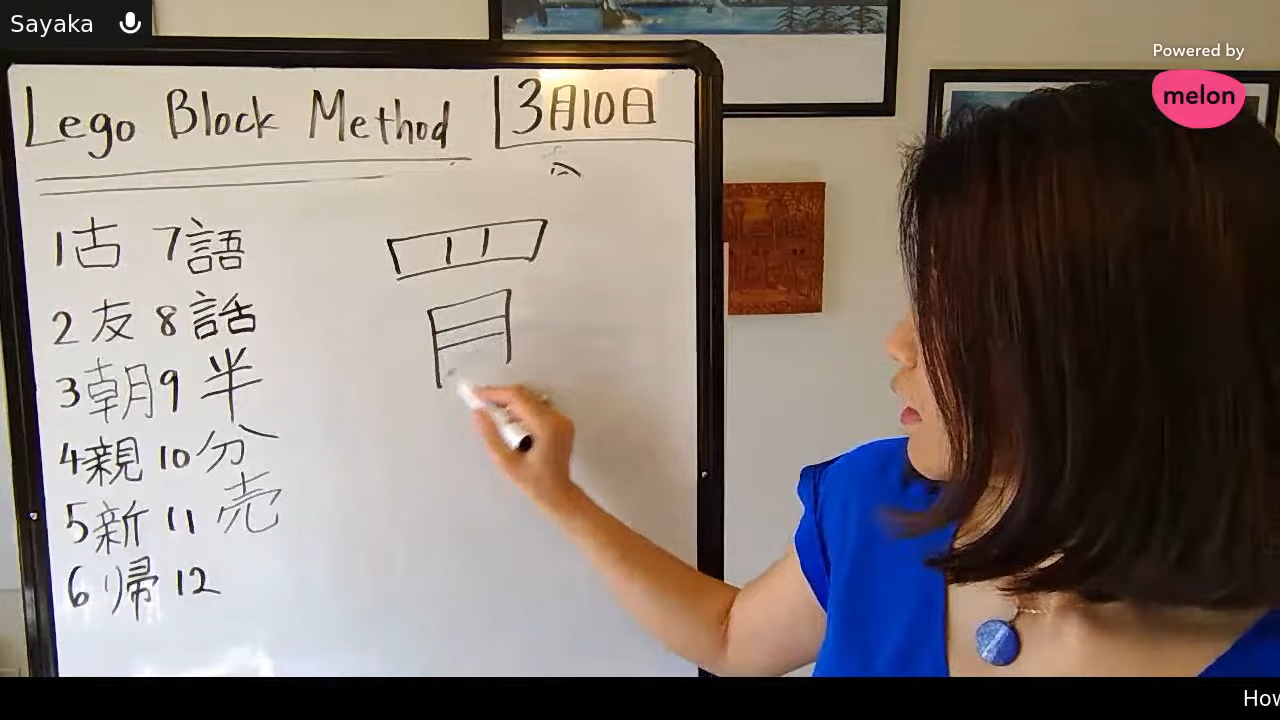 Sayaka
Powered by
melon
Lego Block Method
3月10日
1古 7語
2友 8話
3朝 9半
4親 10分
5新 11売
6帰 12
罒
How